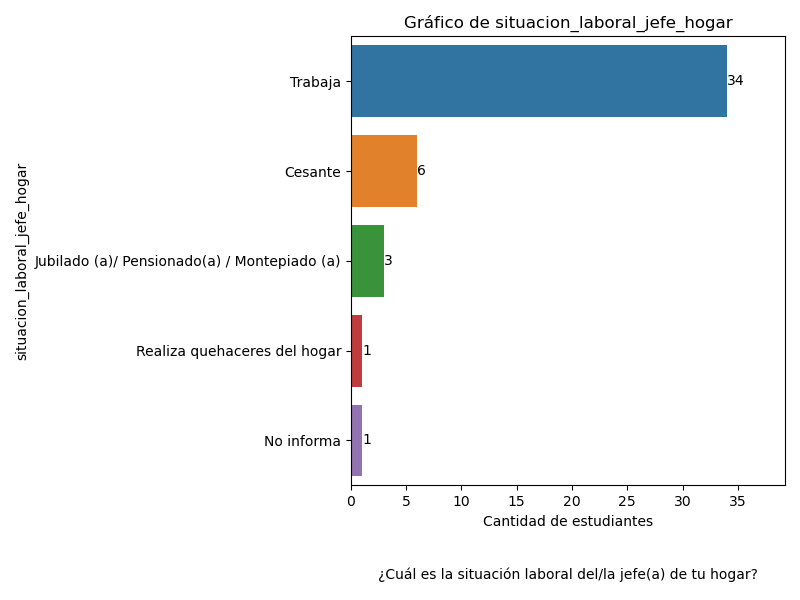 Gráfico de situacion_laboral_jefe_hogar
situacion_laboral_jefe_hogar
Trabaja
34
Cesante
6
Jubilado (a)/ Pensionado(a) / Montepiado (a)
3
Realiza quehaceres del hogar
1
No informa
1
0 5 10 15 20 25 30 35
Cantidad de estudiantes
¿Cuál es la situación laboral del/la jefe(a) de tu hogar?